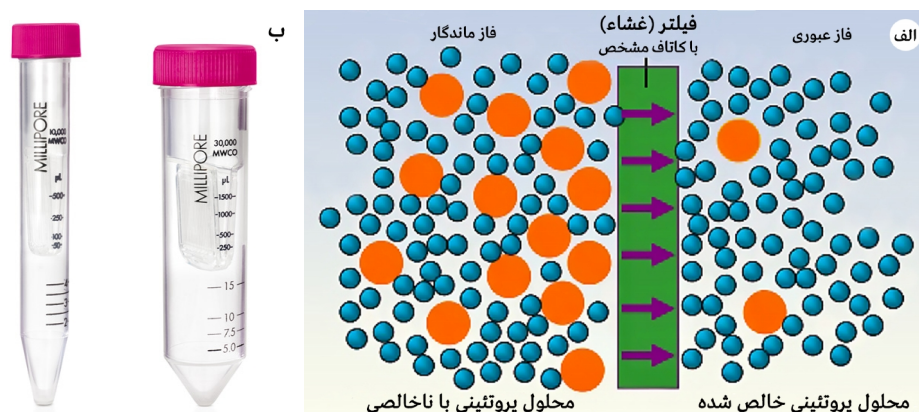 الف
فاز عبوری
فیلتر (غشاء)
با کاتاف مشخص
فاز ماندگار
محلول پروتئینی خالص شده
محلول پروتئینی با ناخالصی
ب
30,000
MWCO
MILLIPORE
µL
1500
1000
500
250
15
10
7.5
5.0
10,000
MWCO
MILLIPORE
µL
500
250
100
50